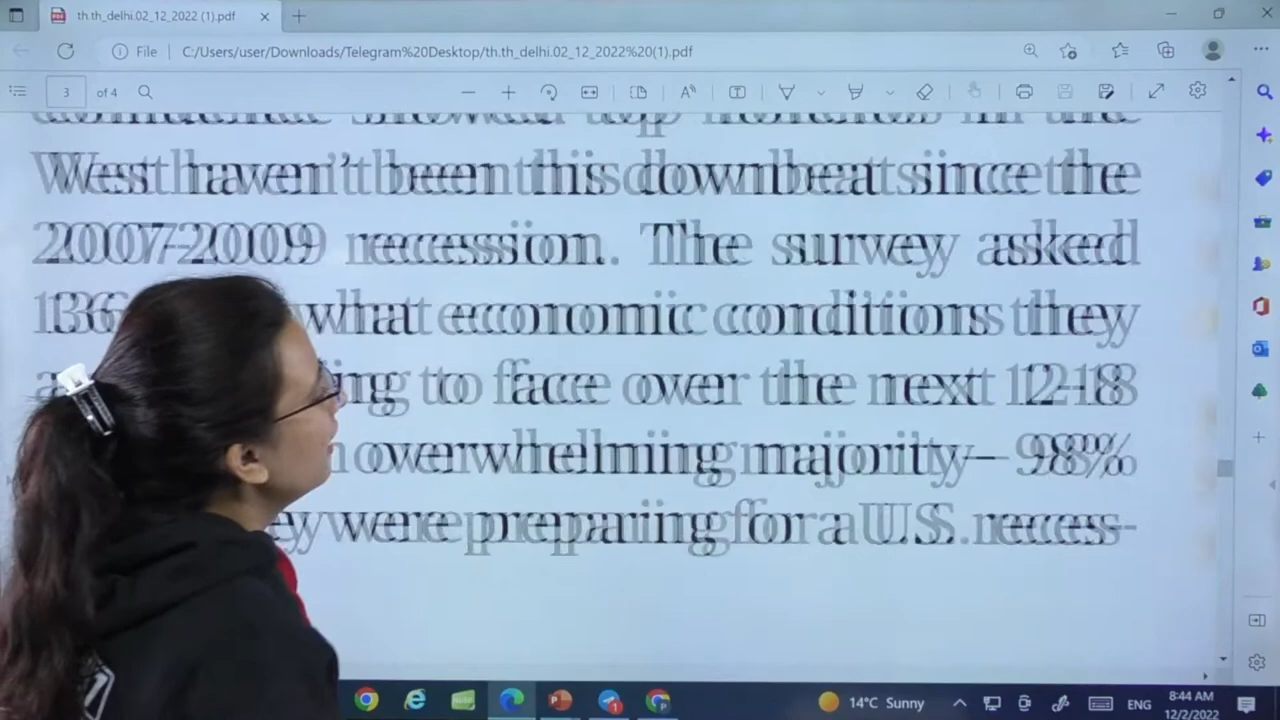 th.th_delhi.02_12_2022 (1).pdf
File
C:/Users/user/Downloads/Telegram%20Desktop/th.th_delhi.02_12_2022%20(1).pdf
3 of 4
West haven't been this downbeat since the
2007-2009 recession. The survey asked
136 what economic conditions they
to face over the next 12-18
overwhelming majority— 98%
were preparing for a U.S. reces-
14°C Sunny
ENG
8:44 AM
12/2/2022